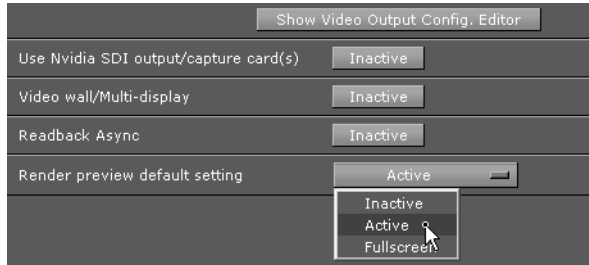 Show Video Output Config. Editor
Use Nvidia SDI output/capture card(s) Inactive
Video wall/Multi-display Inactive
Readback Async Inactive
Render preview default setting Active
Inactive
Active
Fullscreen